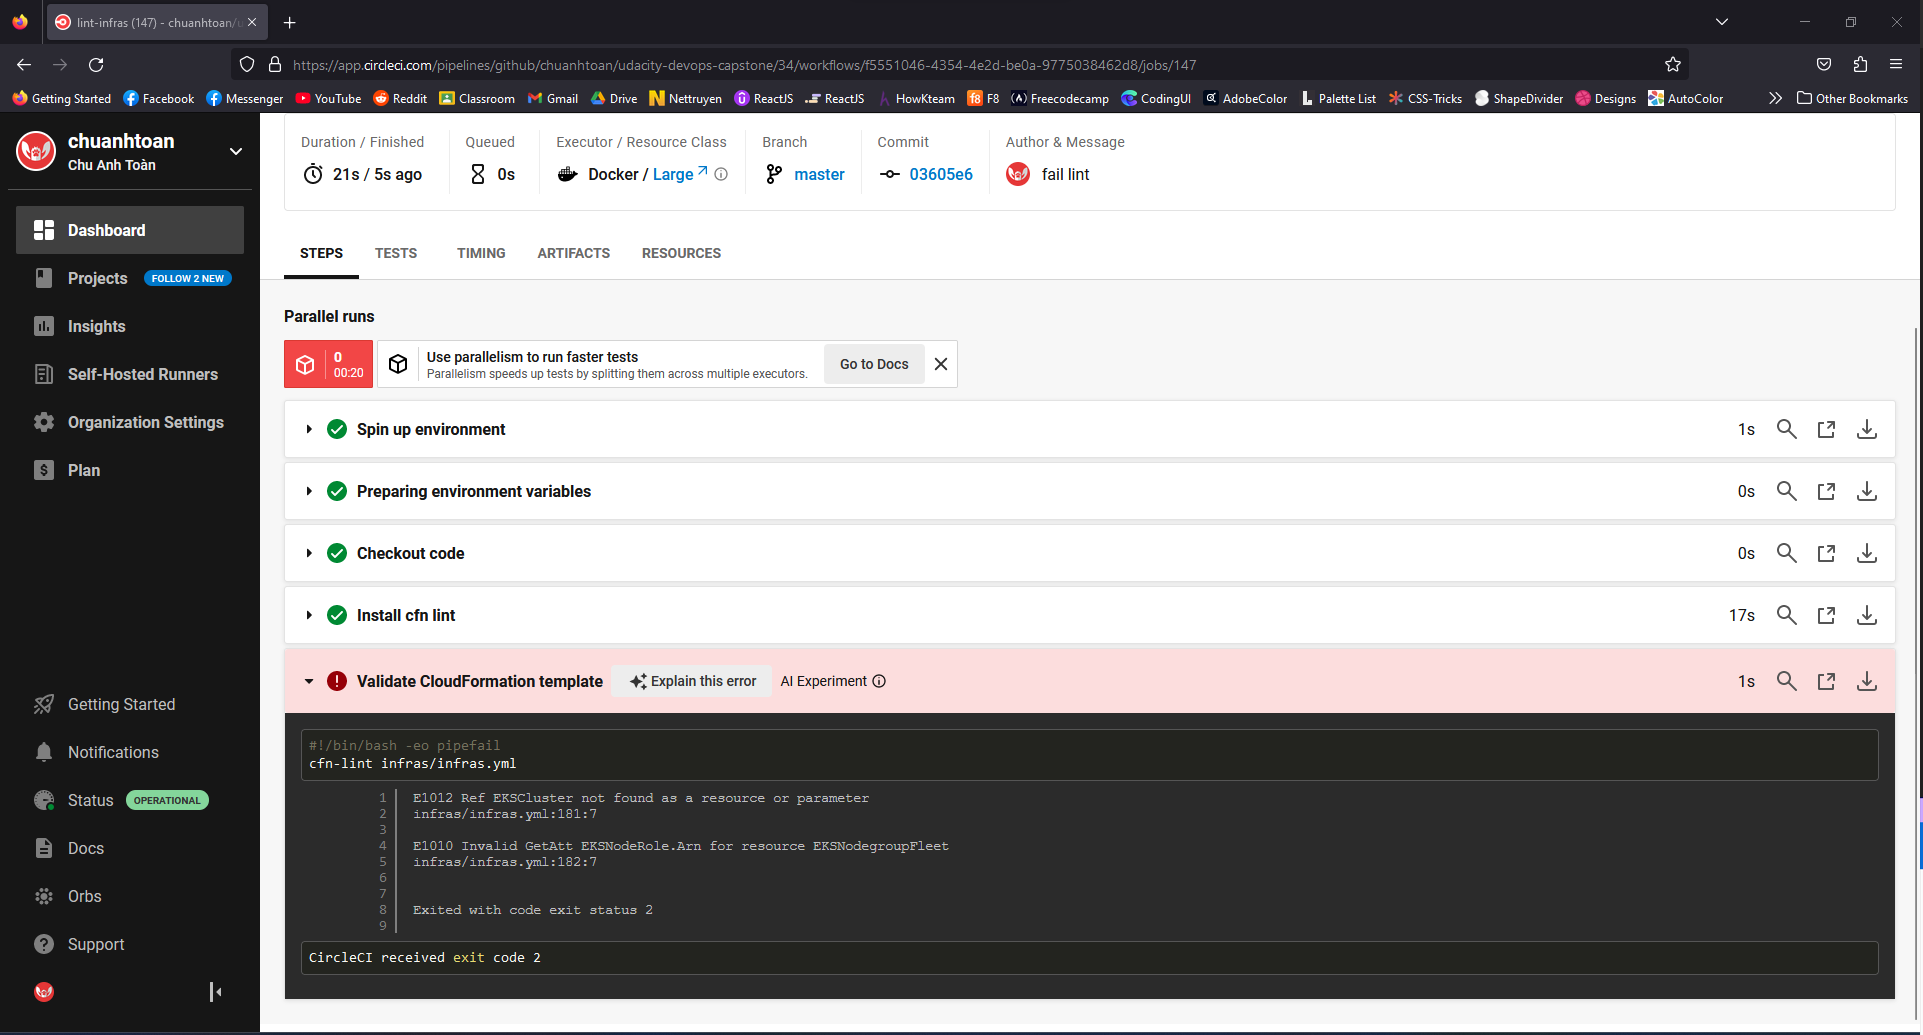 lint-infras (147) - chuanhtoan/u
https://app.circleci.com/pipelines/github/chuanhtoan/udacity-devops-capstone/34/workflows/f5551046-4354-4e2d-be0a-9775038462d8/jobs/147
Getting Started Facebook Messenger YouTube Reddit Classroom Gmail Drive Nettruyen ReactJS ReactJS HowKteam F8 Freecodecamp CodingUI AdobeColor Palette List CSS-Tricks ShapeDivider Designs AutoColor Other Bookmarks
chuanhtoan
Chu Anh Toàn
Dashboard
Projects FOLLOW 2 NEW
Insights
Self-Hosted Runners
Organization Settings
Plan
Getting Started
Notifications
Status OPERATIONAL
Docs
Orbs
Support
Duration / Finished Queued Executor / Resource Class Branch Commit Author & Message
21s / 5s ago 0s Docker / Large master 03605e6 fail lint
STEPS TESTS TIMING ARTIFACTS RESOURCES
Parallel runs
0
00:20
Use parallelism to run faster tests
Parallelism speeds up tests by splitting them across multiple executors.
Go to Docs
Spin up environment 1s
Preparing environment variables 0s
Checkout code 0s
Install cfn lint 17s
Validate CloudFormation template Explain this error AI Experiment 1s
#!/bin/bash -eo pipefail
cfn-lint infras/infras.yml
1 E1012 Ref EKSCluster not found as a resource or parameter
2 infras/infras.yml:181:7
3
4 E1010 Invalid GetAtt EKSNodeRole.Arn for resource EKSNodegroupFleet
5 infras/infras.yml:182:7
6
7
8 Exited with code exit status 2
9
CircleCI received exit code 2